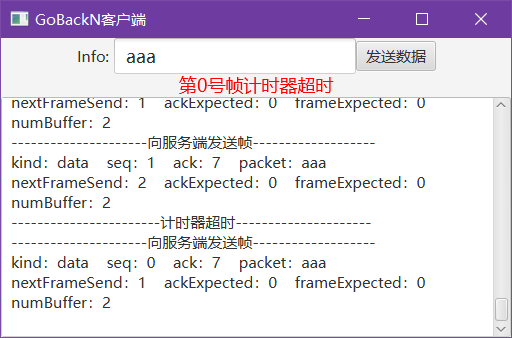 GoBackN客户端
Info: aaa 发送数据
第0号帧计时器超时
nextFrameSend: 1 ackExpected: 0 frameExpected: 0
numBuffer: 2
---------------------向服务端发送帧-------------------
kind: data seq: 1 ack: 7 packet: aaa
nextFrameSend: 2 ackExpected: 0 frameExpected: 0
numBuffer: 2
-----------------------计时器超时---------------------
---------------------向服务端发送帧-------------------
kind: data seq: 0 ack: 7 packet: aaa
nextFrameSend: 1 ackExpected: 0 frameExpected: 0
numBuffer: 2